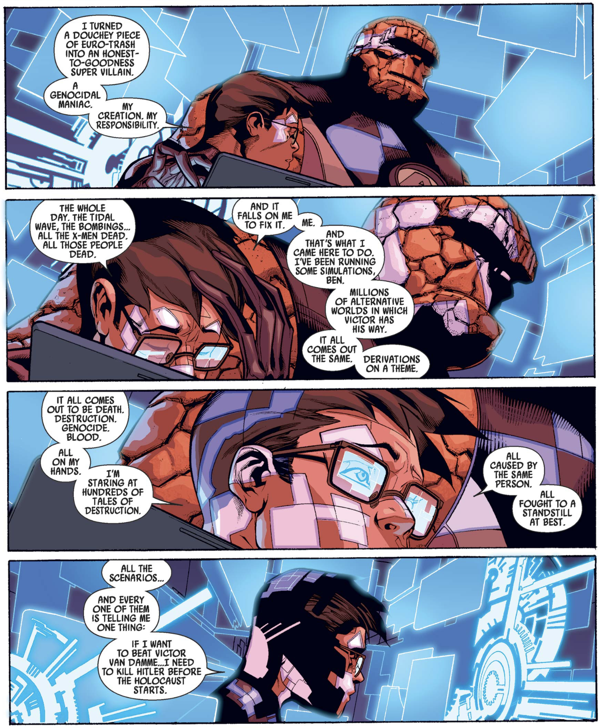 I TURNED
A DOUCHEY PIECE
OF EURO-TRASH
INTO AN HONEST-
TO-GOODNESS
SUPER VILLAIN.
A
GENOCIDAL
MANIAC.
MY
CREATION. MY
RESPONSIBILITY.
THE WHOLE
DAY. THE TIDAL
WAVE, THE BOMBINGS...
ALL THE X-MEN DEAD.
ALL THOSE PEOPLE
DEAD.
AND IT
FALLS ON ME
TO FIX IT.
ME.
AND
THAT'S WHAT I
CAME HERE TO DO.
I'VE BEEN RUNNING
SOME SIMULATIONS,
BEN.
MILLIONS
OF ALTERNATIVE
WORLDS IN WHICH
VICTOR HAS
HIS WAY.
IT ALL
COMES OUT
THE SAME.
DERIVATIONS
ON A THEME.
IT ALL COMES
OUT TO BE DEATH.
DESTRUCTION.
GENOCIDE.
BLOOD.
ALL
ON MY
HANDS.
I'M
STARING AT
HUNDREDS OF
TALES OF
DESTRUCTION.
ALL
CAUSED BY
THE SAME
PERSON.
ALL
FOUGHT TO A
STANDSTILL
AT BEST.
ALL THE
SCENARIOS...
AND EVERY
ONE OF THEM
IS TELLING ME
ONE THING:
IF I WANT
TO BEAT VICTOR
VAN DAMME...I NEED
TO KILL HITLER BEFORE
THE HOLOCAUST
STARTS.